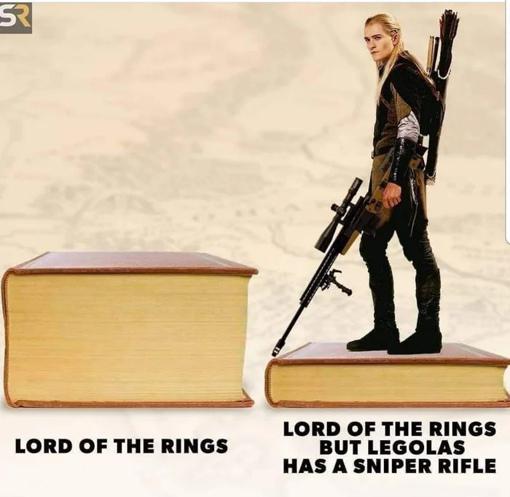 SR
LORD OF THE RINGS
LORD OF THE RINGS
BUT LEGOLAS
HAS A SNIPER RIFLE